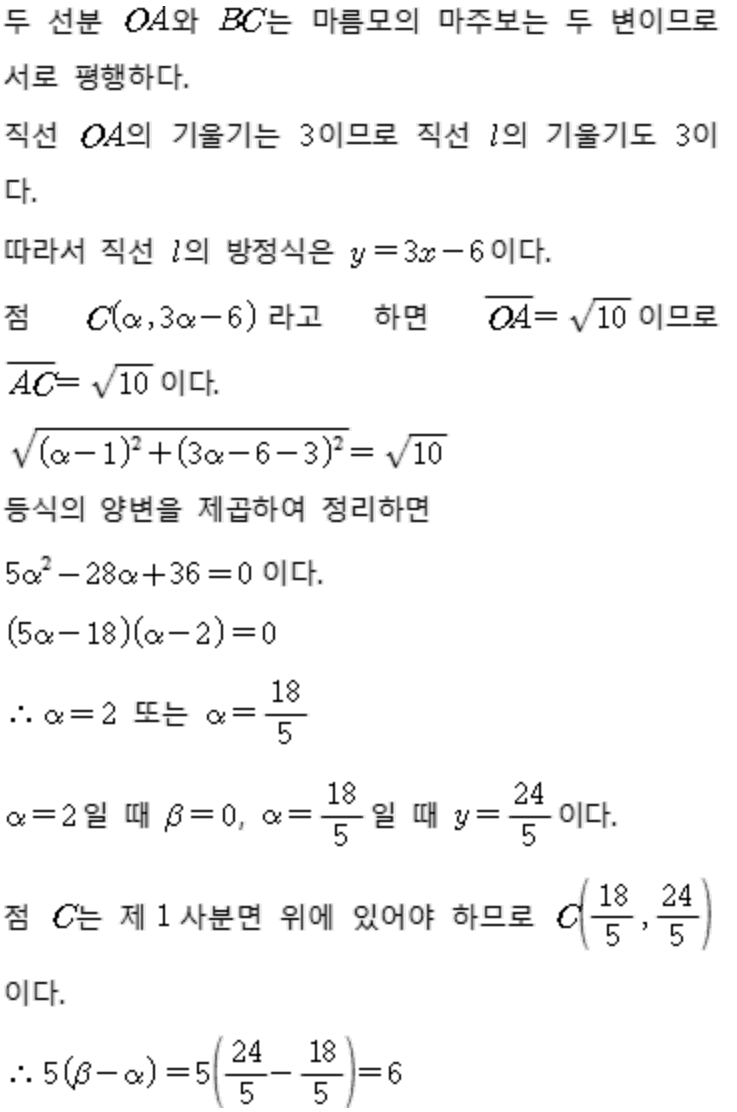 두 선분 OA와 BC는 마름모의 마주보는 두 변이므로
서로 평행하다.
직선 OA의 기울기는 3이므로 직선 l의 기울기도 3이
다.
따라서 직선 l의 방정식은 y=3x-6이다.
점 C(α,3α-6)라고 하면 \overline{OA}=√10이므로
\overline{AC}=√10이다.
√((α-1)²+(3α-6-3)²)=√10
등식의 양변을 제곱하여 정리하면
5α²-28α+36=0이다.
(5α-18)(α-2)=0
∴ α=2 또는 α=18/5
α=2일 때 β=0, α=18/5일 때 y=24/5이다.
점 C는 제1사분면 위에 있어야 하므로 C(18/5, 24/5)
이다.
∴ 5(β-α)=5(24/5-18/5)=6